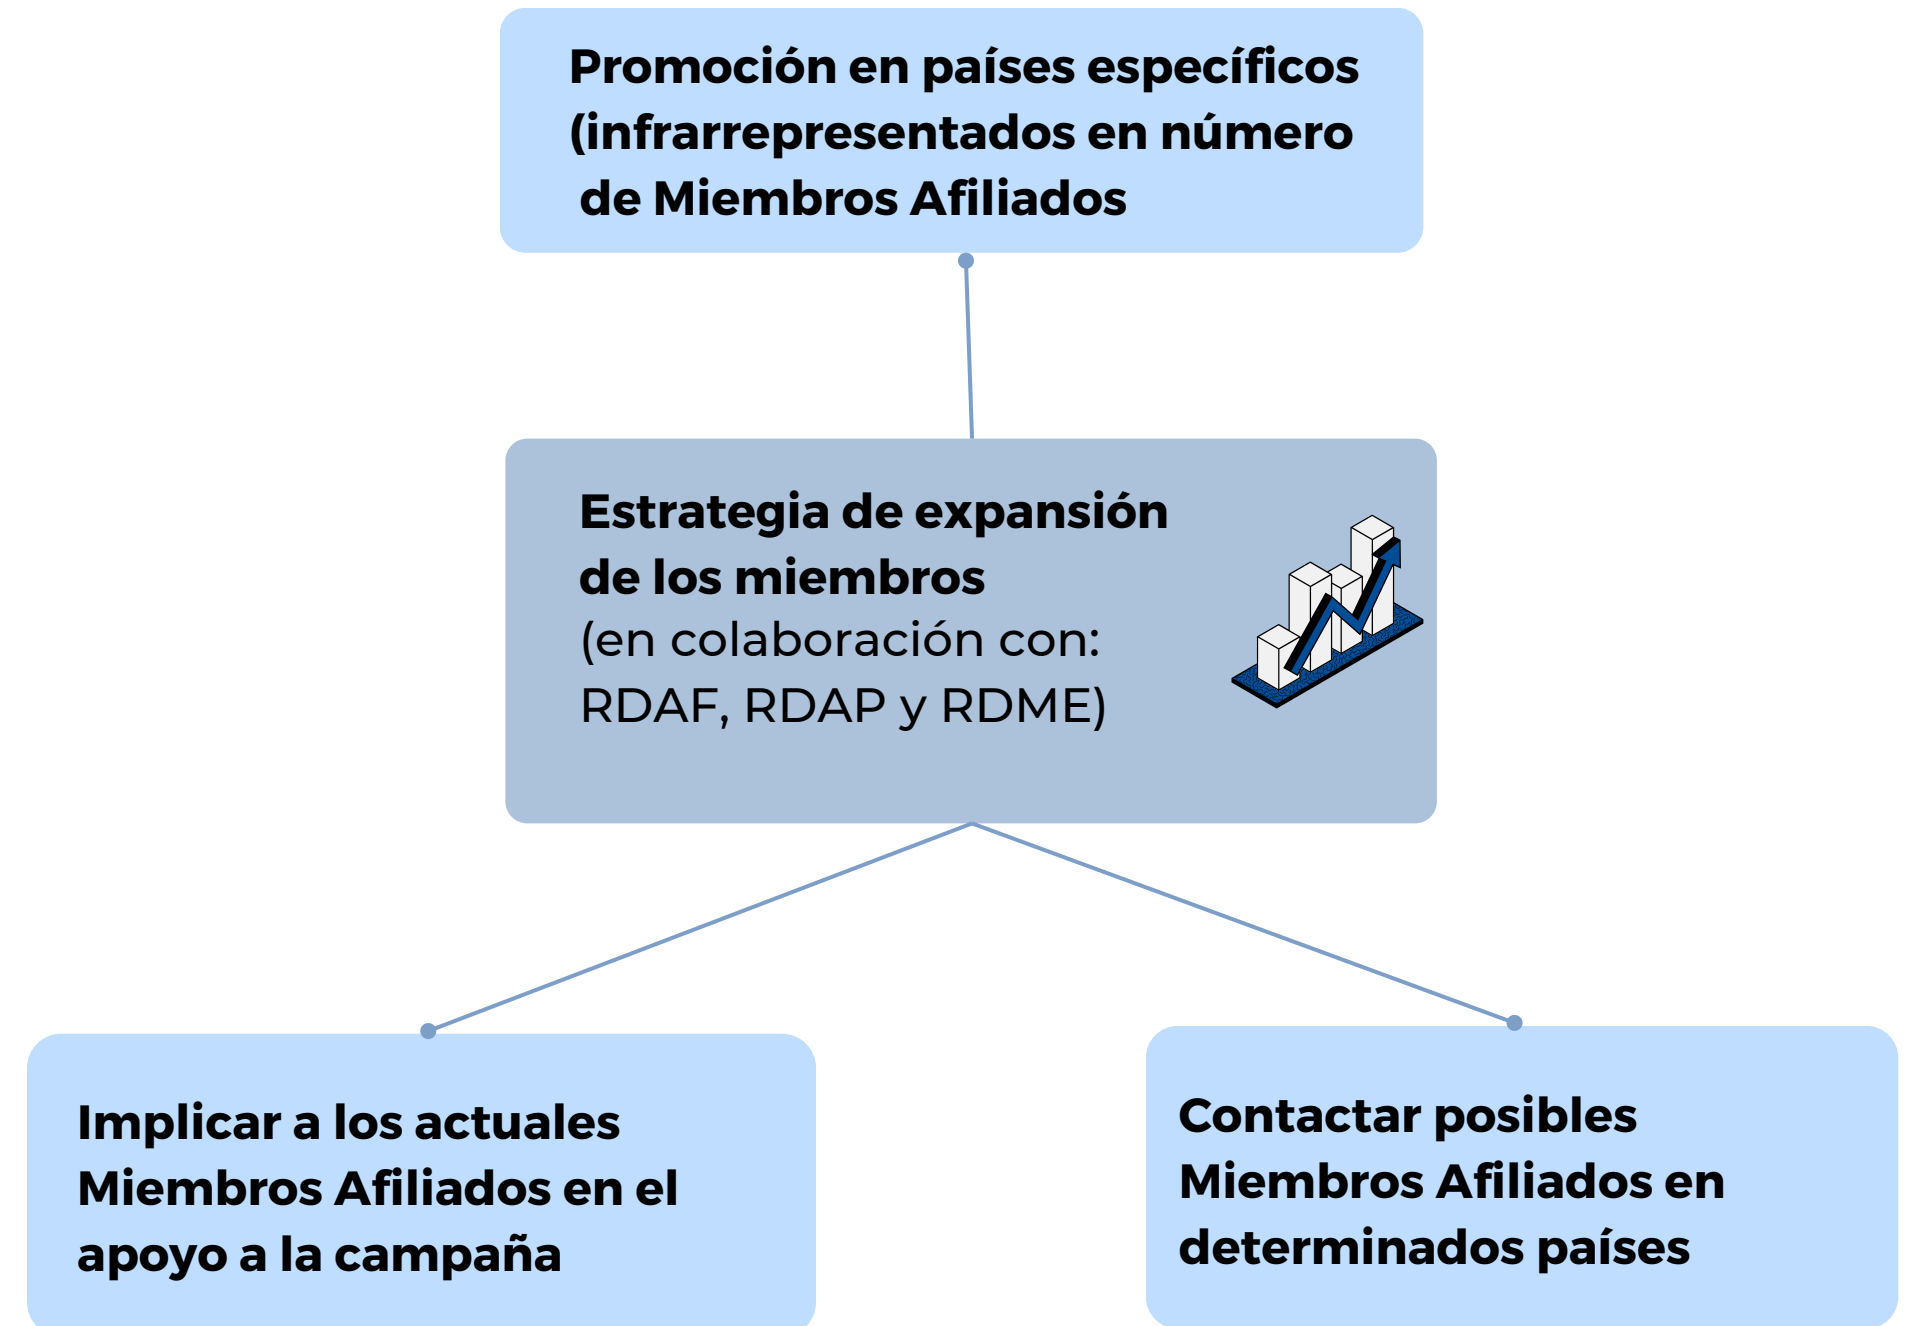 Promoción en países específicos
(infrarrepresentados en número
de Miembros Afiliados
Estrategia de expansión
de los miembros
(en colaboración con:
RDAF, RDAP y RDME)
Implicar a los actuales
Miembros Afiliados en el
apoyo a la campaña
Contactar posibles
Miembros Afiliados en
determinados países